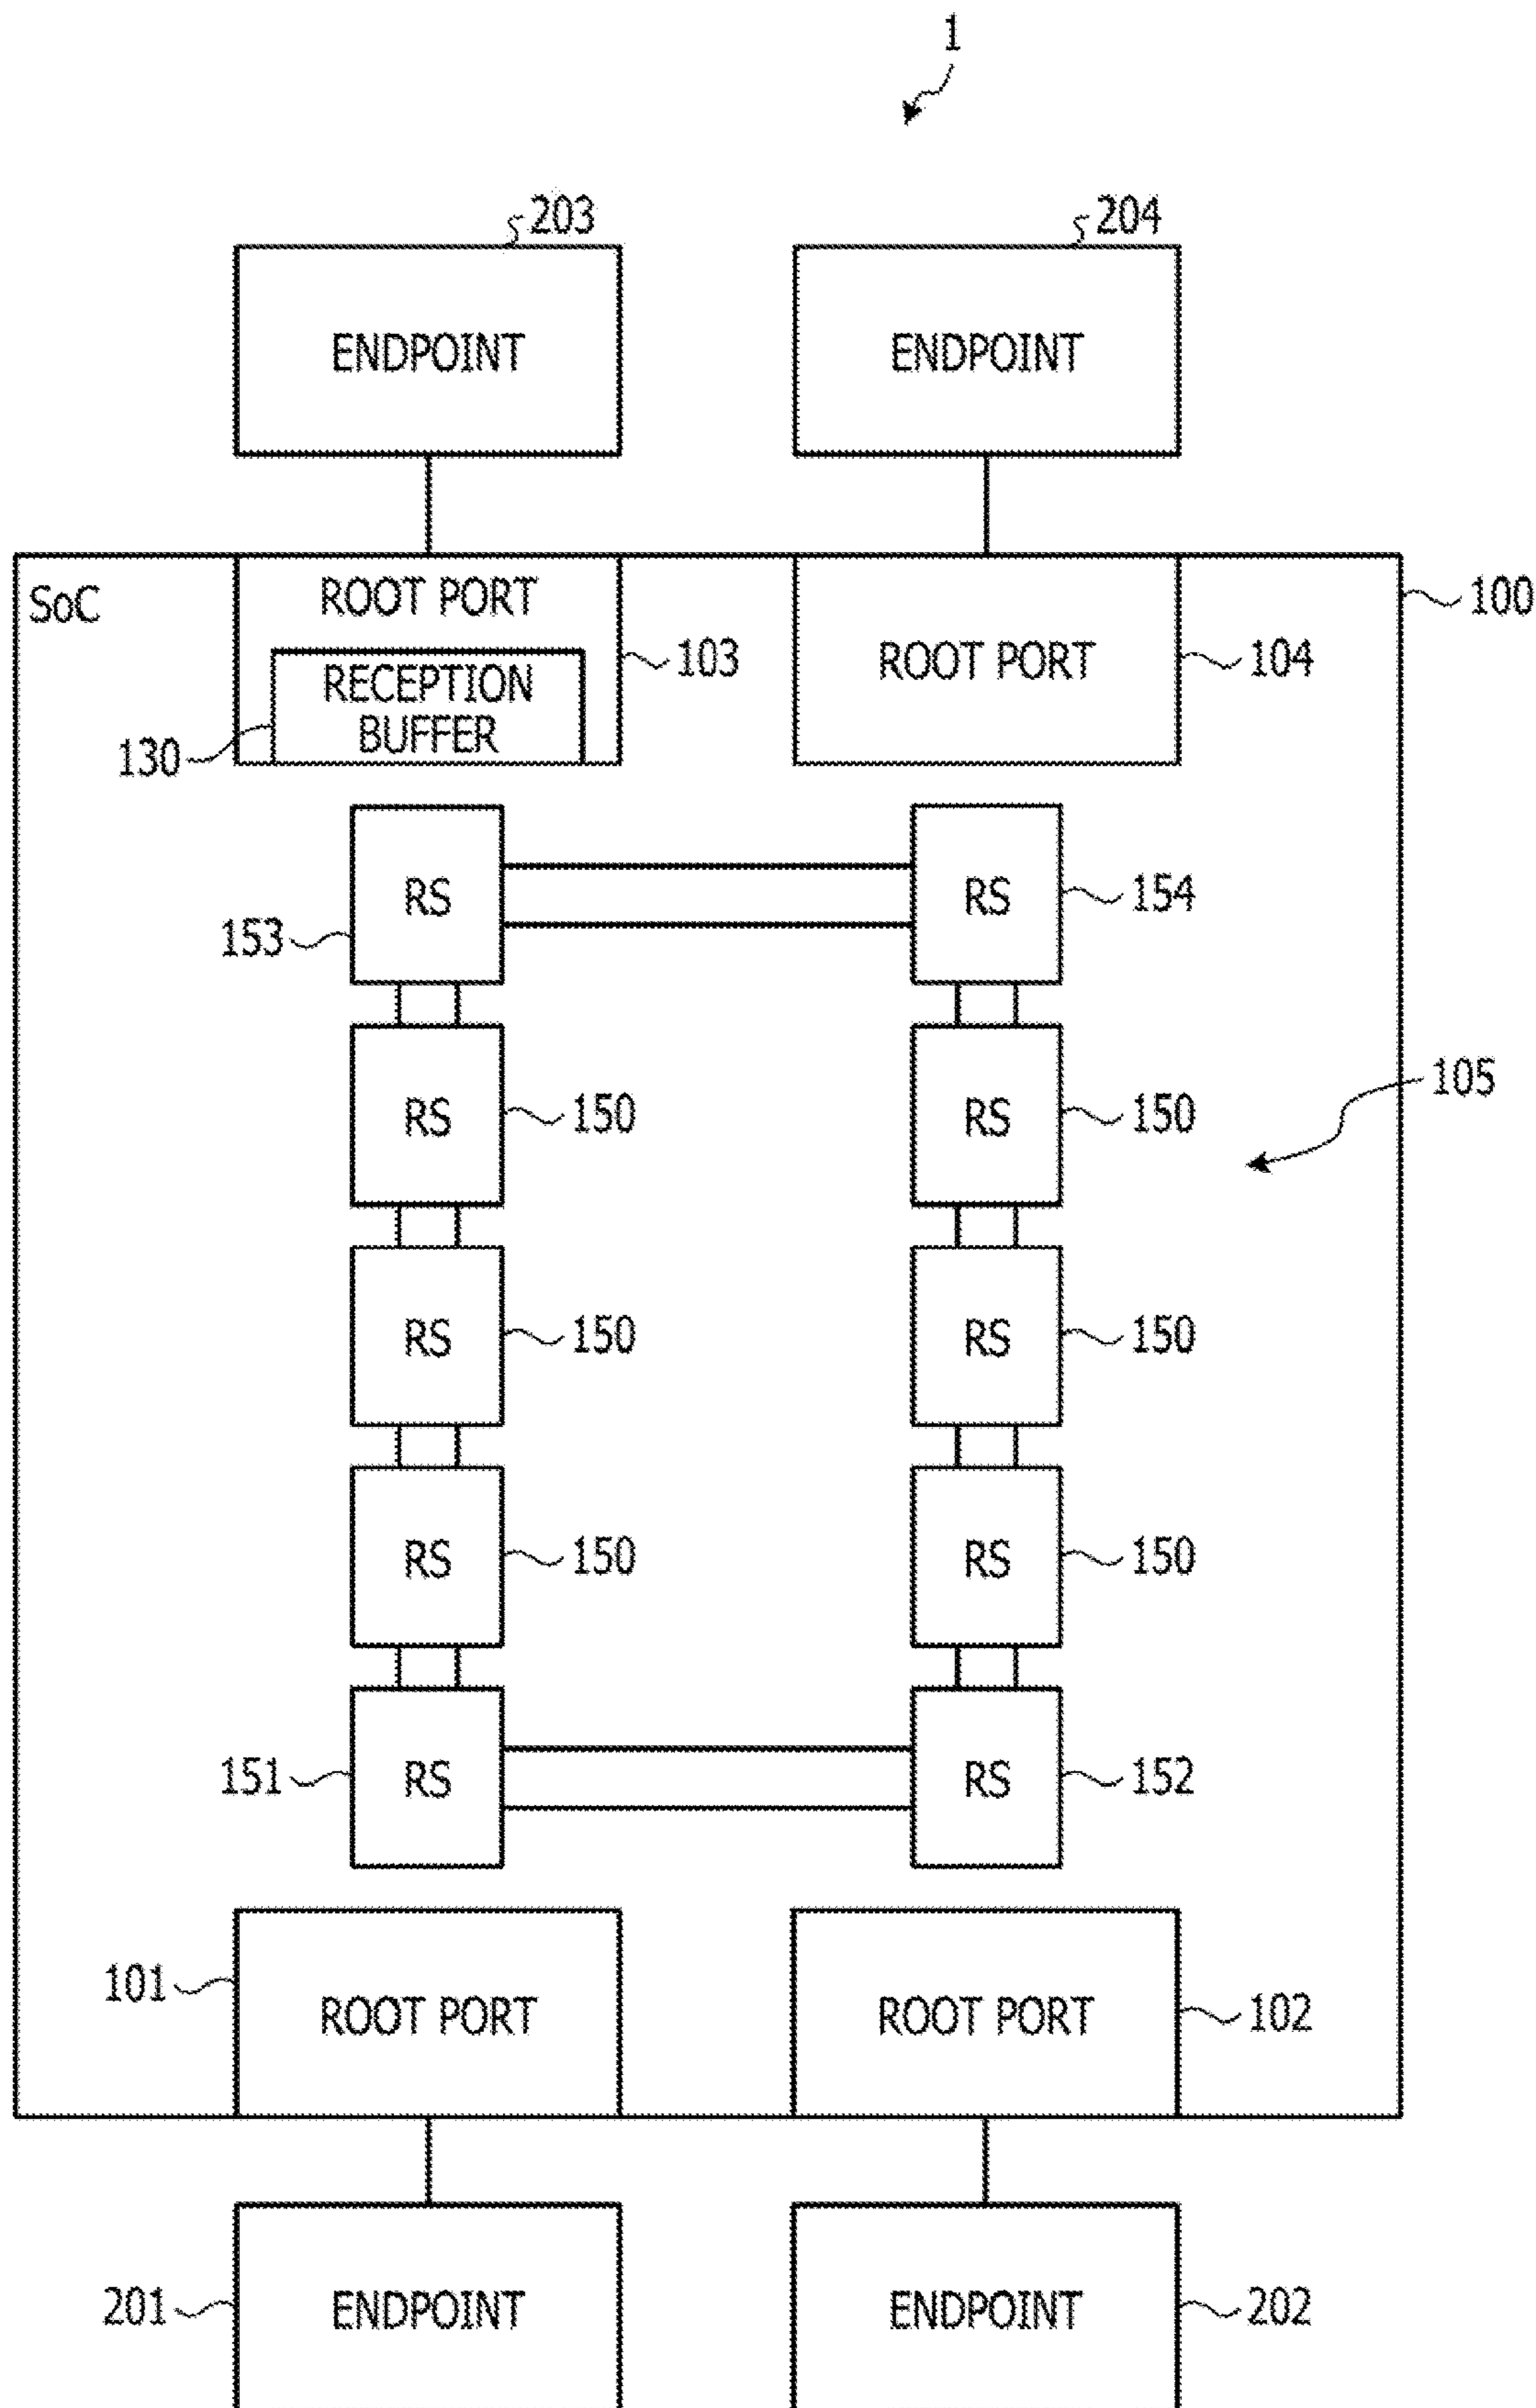 1
203
204
ENDPOINT
ENDPOINT
SoC
ROOT PORT
100
103
ROOT PORT
104
RECEPTION
BUFFER
130
RS
RS
154
153
105
RS
150
RS
150
RS
150
RS
150
RS
150
RS
150
151
RS
RS
152
101
ROOT PORT
ROOT PORT
102
201
ENDPOINT
ENDPOINT
202